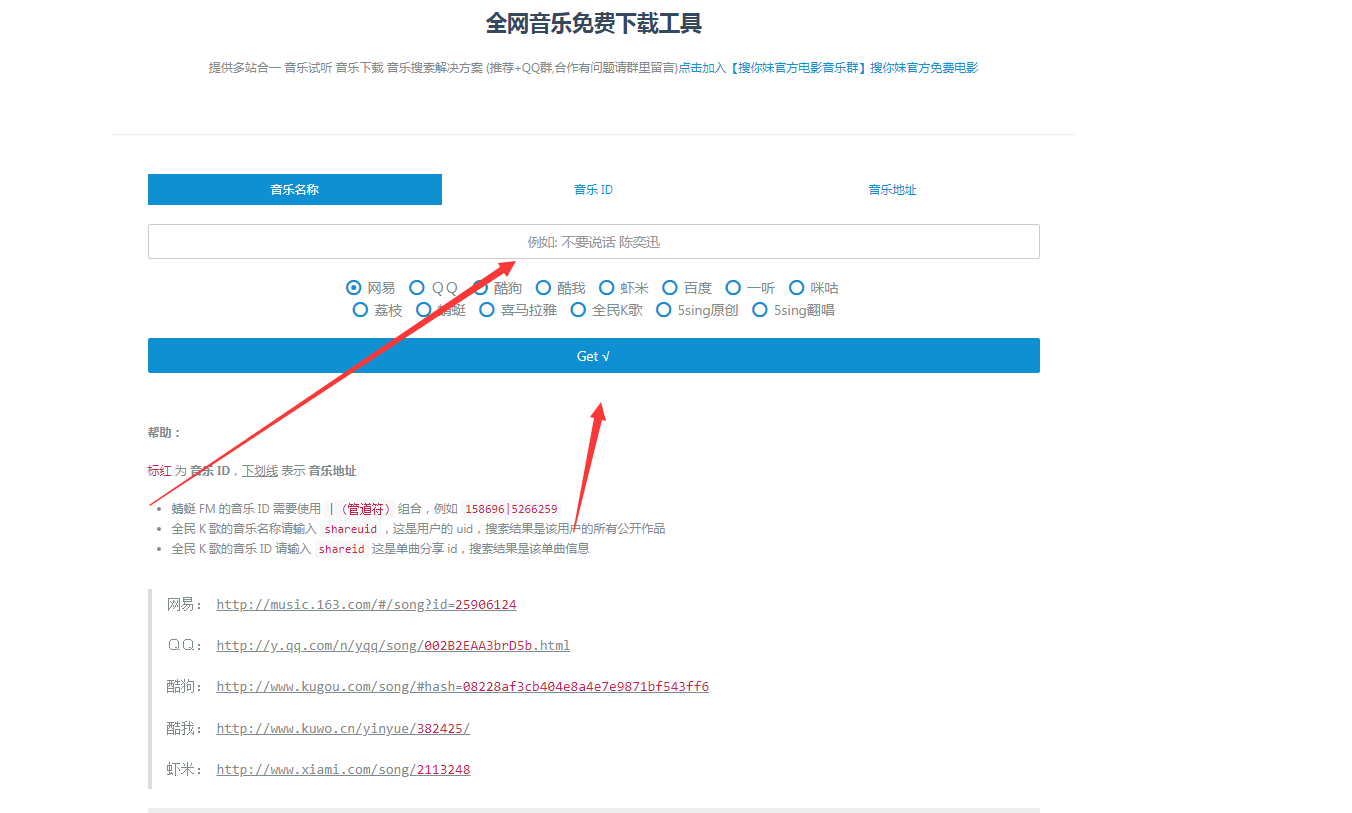 全网音乐免费下载工具
提供多站合一 音乐试听 音乐下载 音乐搜索解决方案 (推荐+QQ群,合作有问题请群里留言)点击加入【搜你妹官方电影音乐群】搜你妹官方免费电影
音乐名称 音乐 ID 音乐地址
例如: 不要说话 陈奕迅
网易 QQ 酷狗 酷我 虾米 百度 一听 咪咕
荔枝 蜻蜓 喜马拉雅 全民K歌 5sing原创 5sing翻唱
Get √
帮助：
标红 为 音乐 ID，下划线 表示 音乐地址
蜻蜓 FM 的音乐 ID 需要使用 |（管道符） 组合，例如 158696|5266259
全民 K 歌的音乐名称请输入 shareuid ，这是用户的 uid，搜索结果是该用户的所有公开作品
全民 K 歌的音乐 ID 请输入 shareid 这是单曲分享 id，搜索结果是该单曲信息
网易： http://music.163.com/#/song?id=25906124
QQ： http://y.qq.com/n/yqq/song/002B2EAA3brD5b.html
酷狗： http://www.kugou.com/song/#hash=08228af3cb404e8a4e7e9871bf543ff6
酷我： http://www.kuwo.cn/yinyue/382425/
虾米： http://www.xiami.com/song/2113248